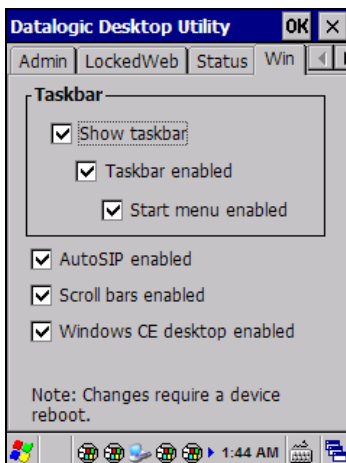 Datalogic Desktop Utility OK ×
Admin LockedWeb Status Win
Taskbar
Show taskbar
Taskbar enabled
Start menu enabled
AutoSIP enabled
Scroll bars enabled
Windows CE desktop enabled
Note: Changes require a device
reboot.
1:44 AM